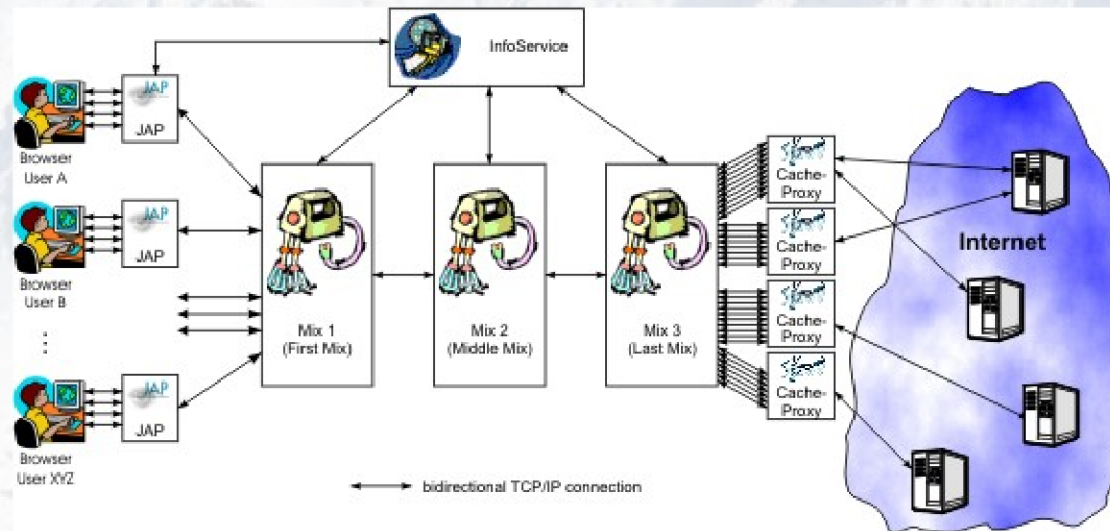 InfoService
JAP
JAP
Browser
User A
JAP
JAP
Browser
User B
JAP
JAP
Browser
User XYZ
Mix 1
(First Mix)
Mix 2
(Middle Mix)
Mix 3
(Last Mix)
Cache-
Proxy
Cache-
Proxy
Cache-
Proxy
Cache-
Proxy
Internet
bidirectional TCP/IP connection